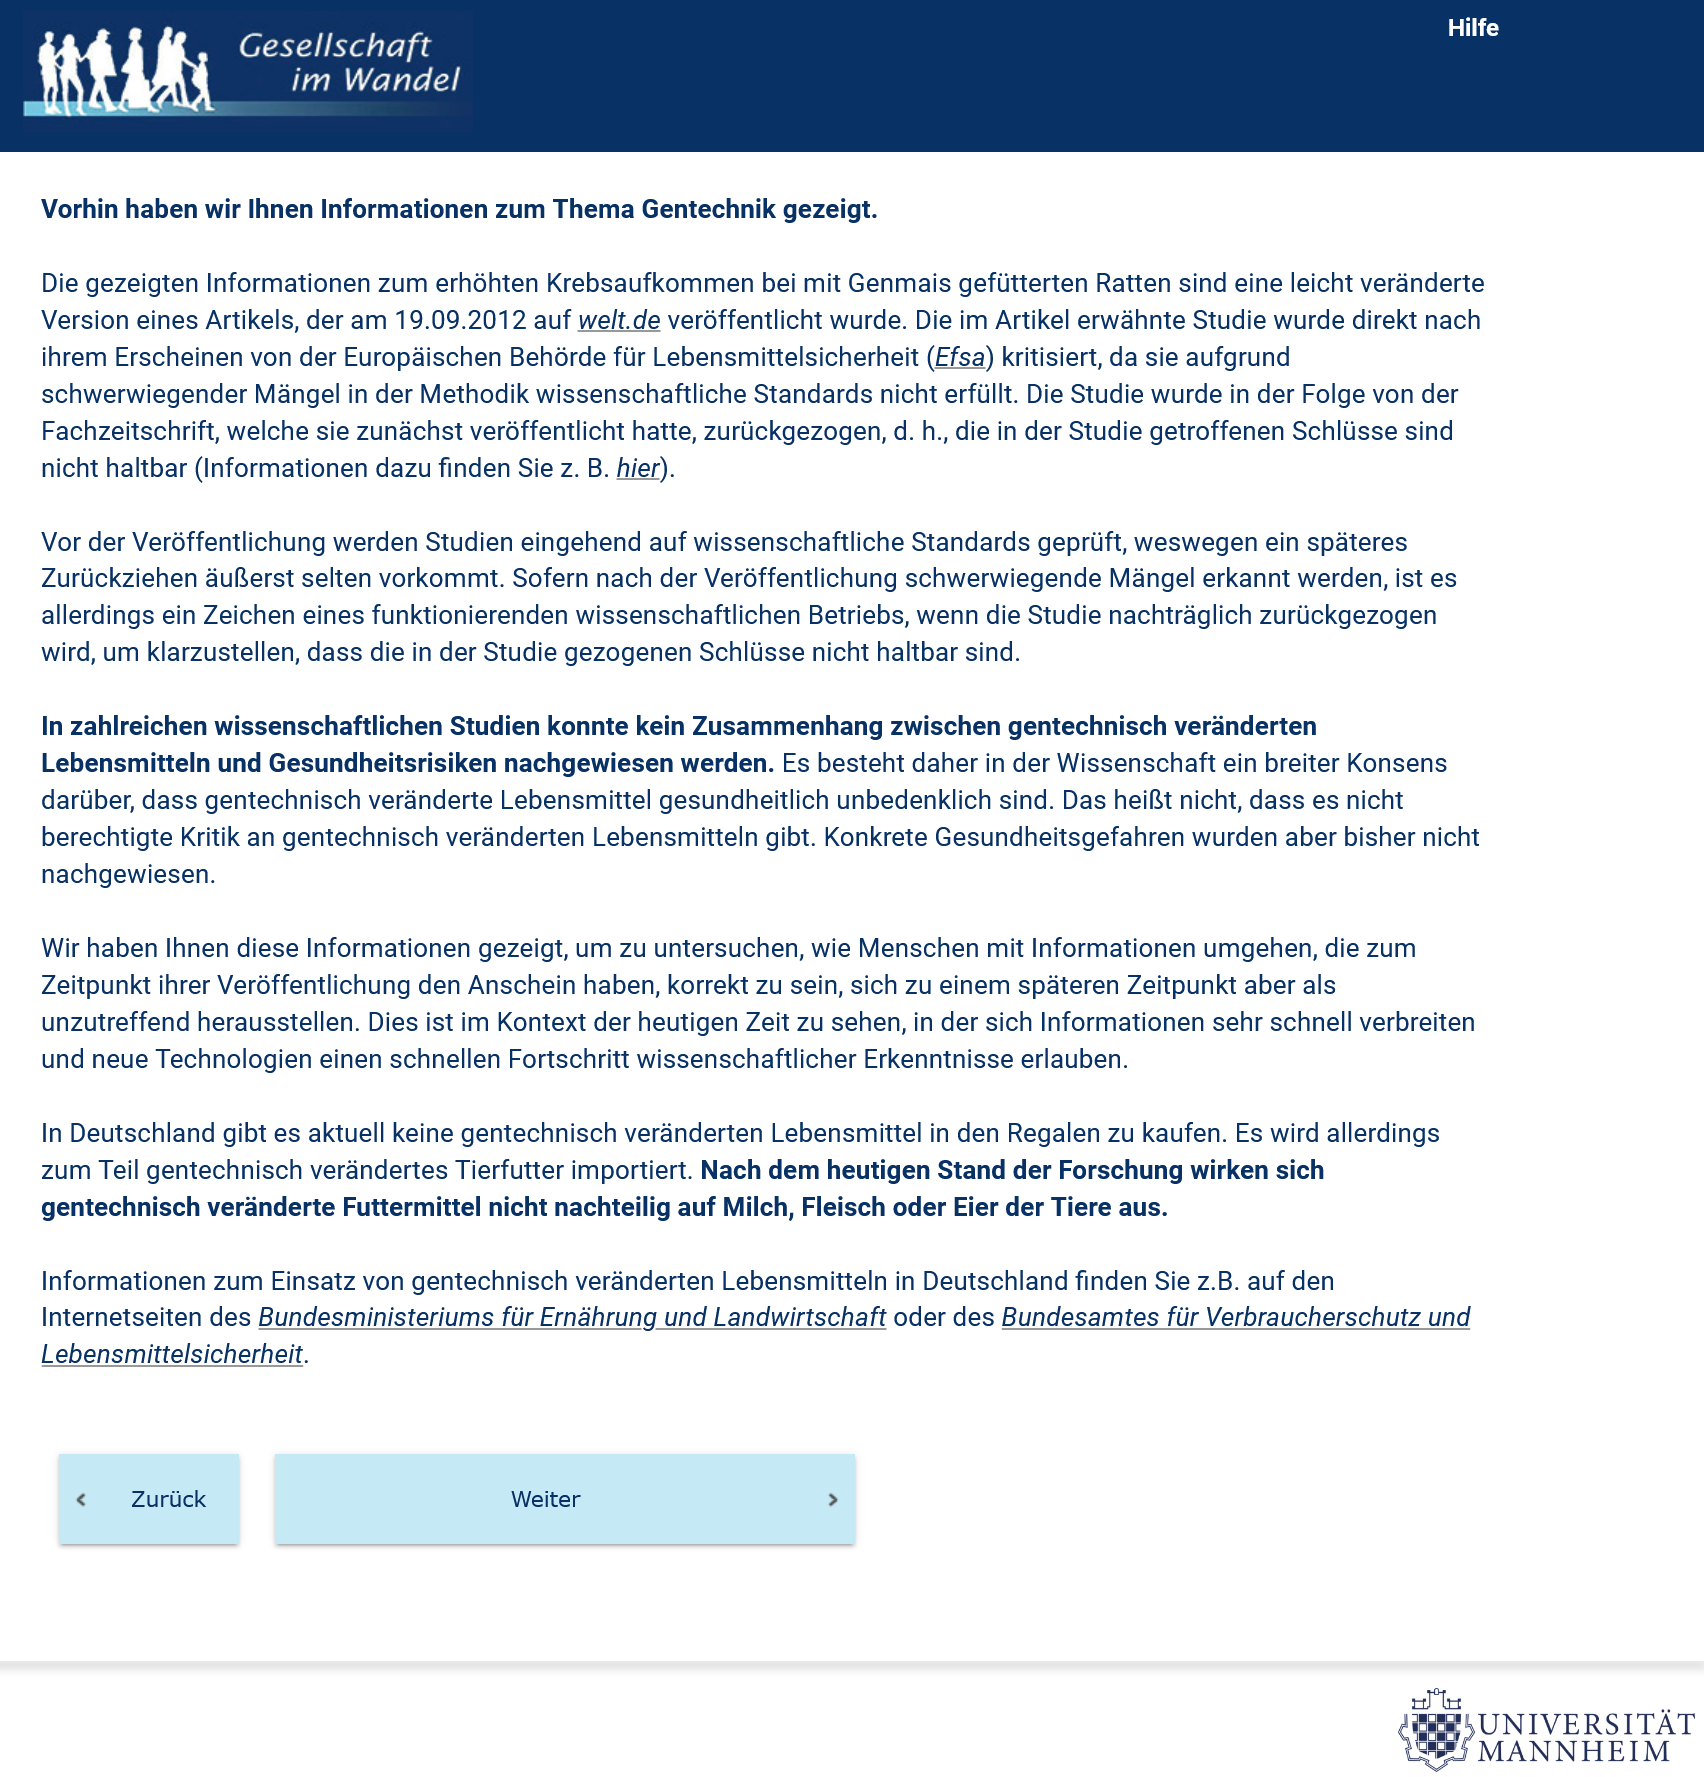 Gesellschaft
im Wandel
Hilfe
Vorhin haben wir Ihnen Informationen zum Thema Gentechnik gezeigt.
Die gezeigten Informationen zum erhöhten Krebsaufkommen bei mit Genmais gefütterten Ratten sind eine leicht veränderte
Version eines Artikels, der am 19.09.2012 auf welt.de veröffentlicht wurde. Die im Artikel erwähnte Studie wurde direkt nach
ihrem Erscheinen von der Europäischen Behörde für Lebensmittelsicherheit (Efsa) kritisiert, da sie aufgrund
schwerwiegender Mängel in der Methodik wissenschaftliche Standards nicht erfüllt. Die Studie wurde in der Folge von der
Fachzeitschrift, welche sie zunächst veröffentlicht hatte, zurückgezogen, d. h., die in der Studie getroffenen Schlüsse sind
nicht haltbar (Informationen dazu finden Sie z. B. hier).
Vor der Veröffentlichung werden Studien eingehend auf wissenschaftliche Standards geprüft, weswegen ein späteres
Zurückziehen äußerst selten vorkommt. Sofern nach der Veröffentlichung schwerwiegende Mängel erkannt werden, ist es
allerdings ein Zeichen eines funktionierenden wissenschaftlichen Betriebs, wenn die Studie nachträglich zurückgezogen
wird, um klarzustellen, dass die in der Studie gezogenen Schlüsse nicht haltbar sind.
In zahlreichen wissenschaftlichen Studien konnte kein Zusammenhang zwischen gentechnisch veränderten
Lebensmitteln und Gesundheitsrisiken nachgewiesen werden. Es besteht daher in der Wissenschaft ein breiter Konsens
darüber, dass gentechnisch veränderte Lebensmittel gesundheitlich unbedenklich sind. Das heißt nicht, dass es nicht
berechtigte Kritik an gentechnisch veränderten Lebensmitteln gibt. Konkrete Gesundheitsgefahren wurden aber bisher nicht
nachgewiesen.
Wir haben Ihnen diese Informationen gezeigt, um zu untersuchen, wie Menschen mit Informationen umgehen, die zum
Zeitpunkt ihrer Veröffentlichung den Anschein haben, korrekt zu sein, sich zu einem späteren Zeitpunkt aber als
unzutreffend herausstellen. Dies ist im Kontext der heutigen Zeit zu sehen, in der sich Informationen sehr schnell verbreiten
und neue Technologien einen schnellen Fortschritt wissenschaftlicher Erkenntnisse erlauben.
In Deutschland gibt es aktuell keine gentechnisch veränderten Lebensmittel in den Regalen zu kaufen. Es wird allerdings
zum Teil gentechnisch verändertes Tierfutter importiert. Nach dem heutigen Stand der Forschung wirken sich
gentechnisch veränderte Futtermittel nicht nachteilig auf Milch, Fleisch oder Eier der Tiere aus.
Informationen zum Einsatz von gentechnisch veränderten Lebensmitteln in Deutschland finden Sie z.B. auf den
Internetseiten des Bundesministeriums für Ernährung und Landwirtschaft oder des Bundesamtes für Verbraucherschutz und
Lebensmittelsicherheit.
Zurück
Weiter
UNIVERSITÄT
MANNHEIM